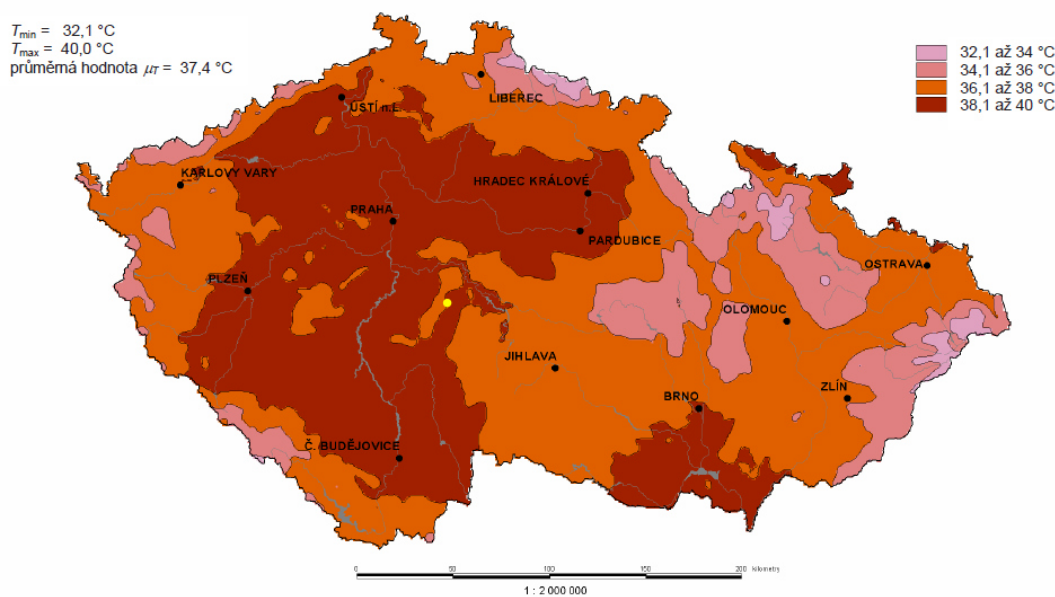 Tmin = 32,1 °C
Tmax = 40,0 °C
průměrná hodnota μT = 37,4 °C
32,1 až 34 °C
34,1 až 36 °C
36,1 až 38 °C
38,1 až 40 °C
LIBEREC
ÚSTÍ n.L.
KARLOVY VARY
HRADEC KRÁLOVÉ
PRAHA
PARDUBICE
OSTRAVA
PLZEŇ
OLOMOUC
JIHLAVA
ZLÍN
BRNO
Č. BUDĚJOVICE
0 50 100 150 200 kilometry
1 : 2 000 000